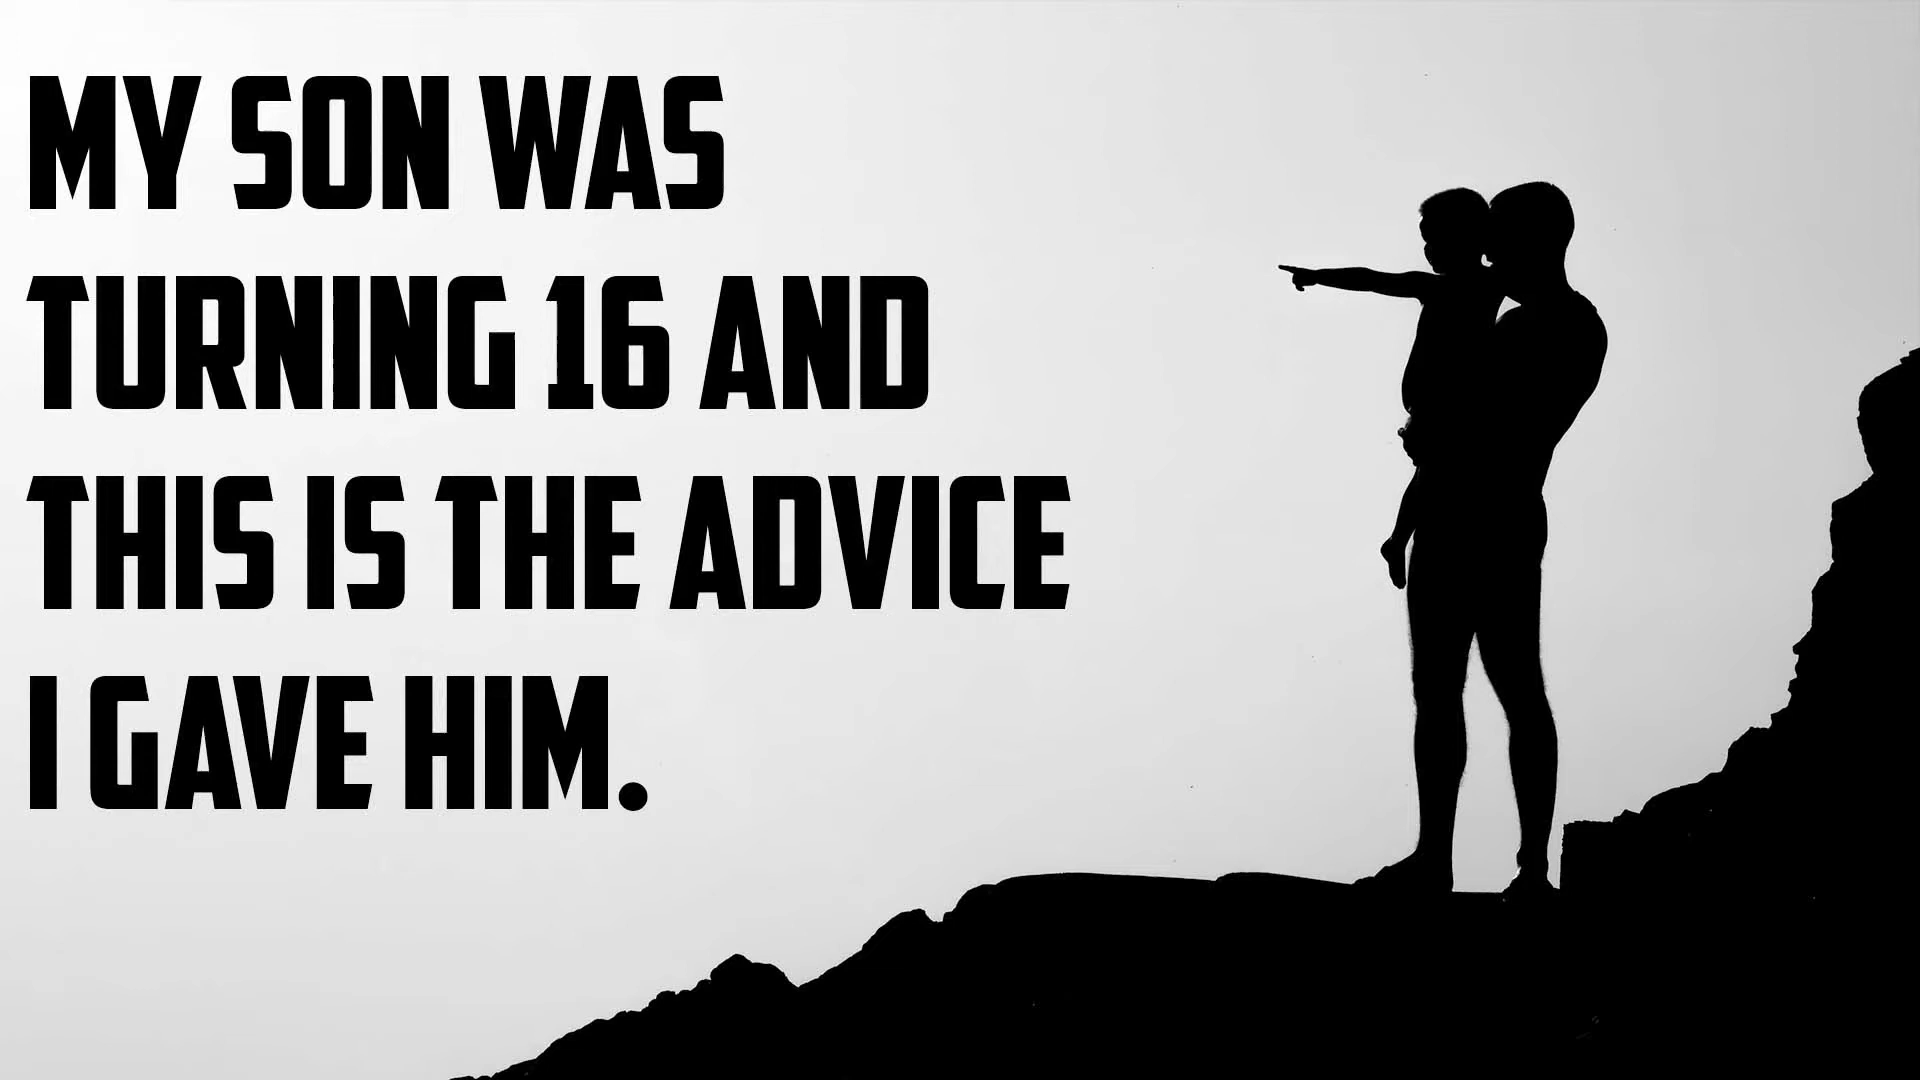 MY SON WAS
TURNING 16 AND
THIS IS THE ADVICE
I GAVE HIM.